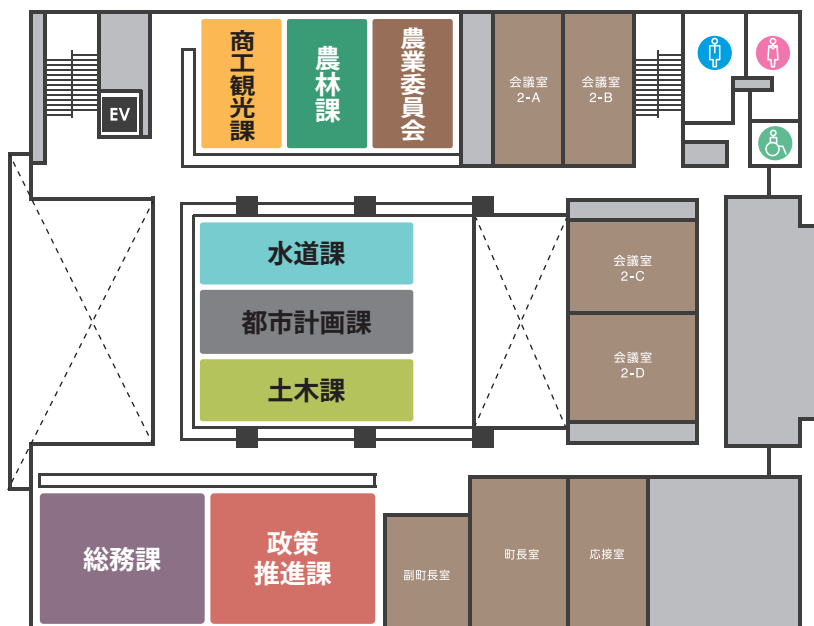 商工観光課
農林課
農業委員会
会議室
2-A
会議室
2-B
EV
水道課
都市計画課
土木課
会議室
2-C
会議室
2-D
総務課
政策
推進課
副町長室
町長室
応接室